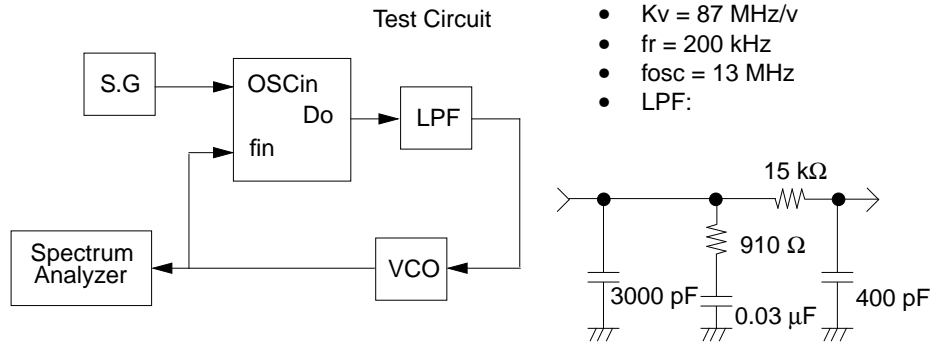 Test Circuit
S.G
OSCin
Do
fin
LPF
VCO
Spectrum
Analyzer
• Kv = 87 MHz/v
• fr = 200 kHz
• fosc = 13 MHz
• LPF:
15 kΩ
910 Ω
3000 pF
0.03 μF
400 pF